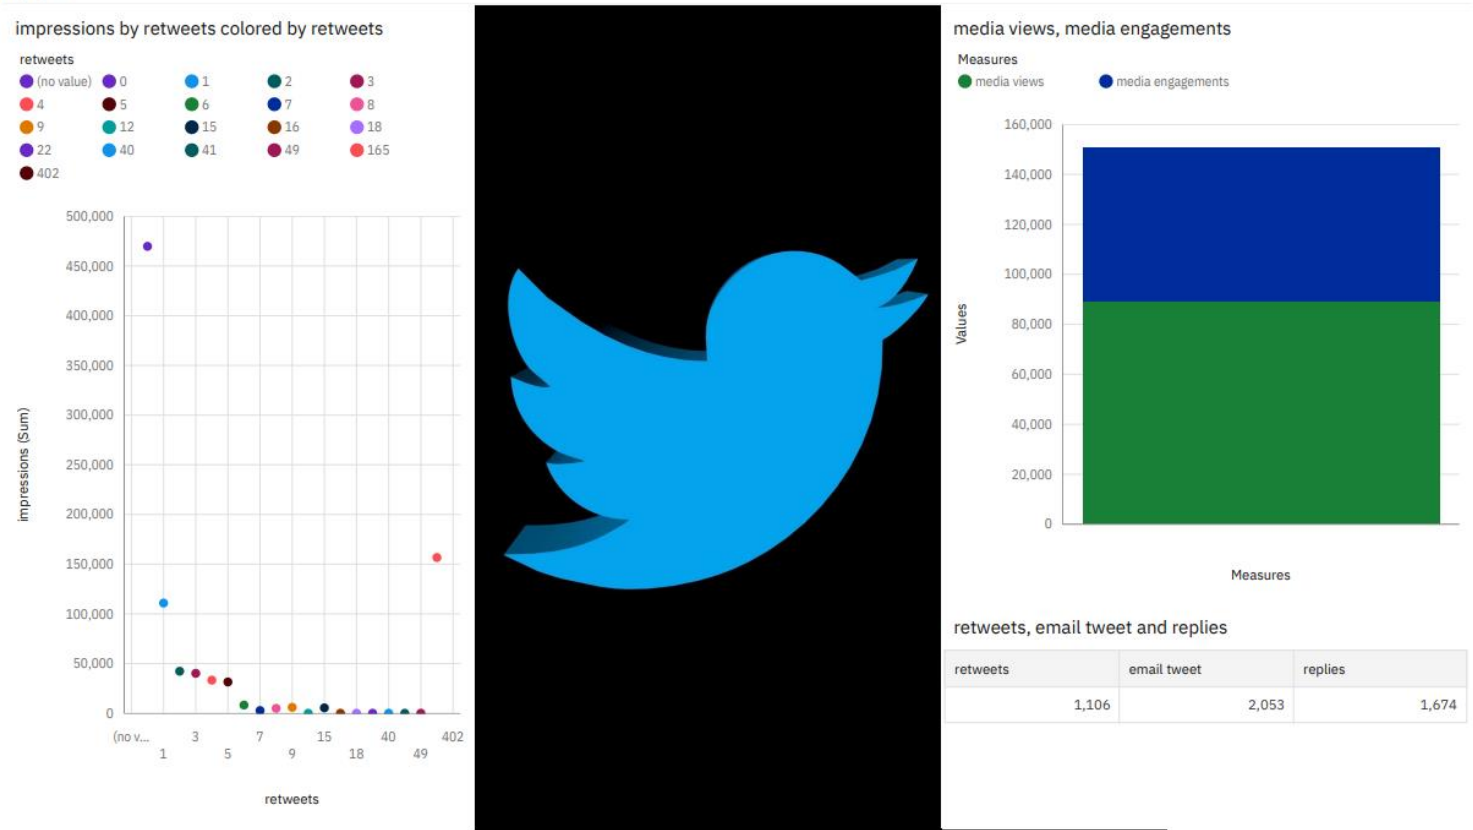 impressions by retweets colored by retweets
retweets
(no value) 0 1 2 3
4 5 6 7 8
9 12 15 16 18
22 40 41 49 165
402
500,000
450,000
400,000
350,000
300,000
250,000
200,000
150,000
100,000
50,000
0
impressions (Sum)
(no v... 3 7 15 40 402
1 5 9 18 49
retweets
media views, media engagements
Measures
media views media engagements
160,000
140,000
120,000
100,000
80,000
60,000
40,000
20,000
0
Values
Measures
retweets, email tweet and replies
retweets email tweet replies
1,106 2,053 1,674